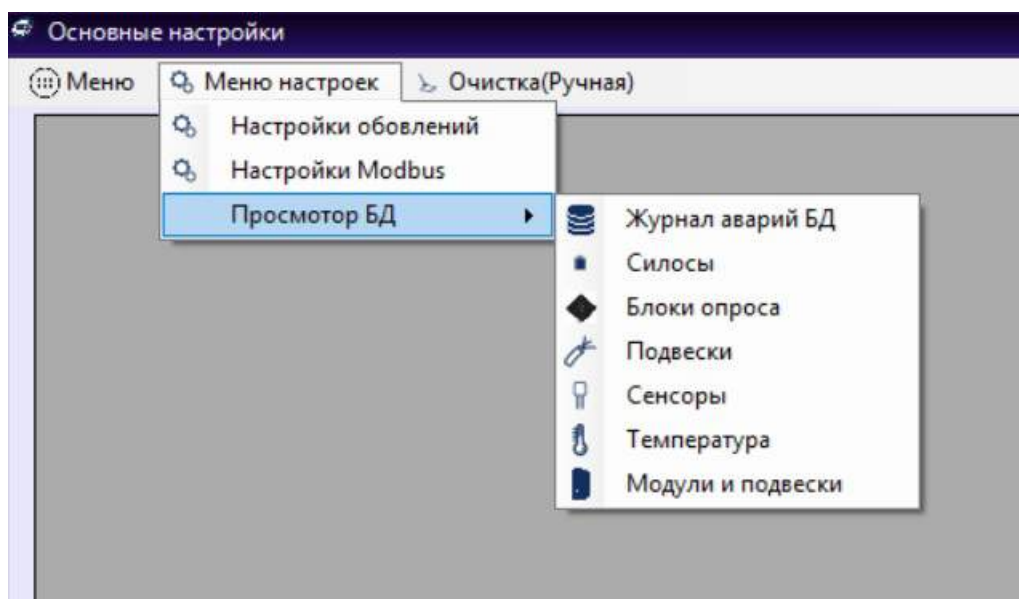 Основные настройки
Меню Меню настроек Очистка(Ручная)
Настройки обовлений
Настройки Modbus
Просмотор БД
Журнал аварий БД
Силосы
Блоки опроса
Подвески
Сенсоры
Температура
Модули и подвески